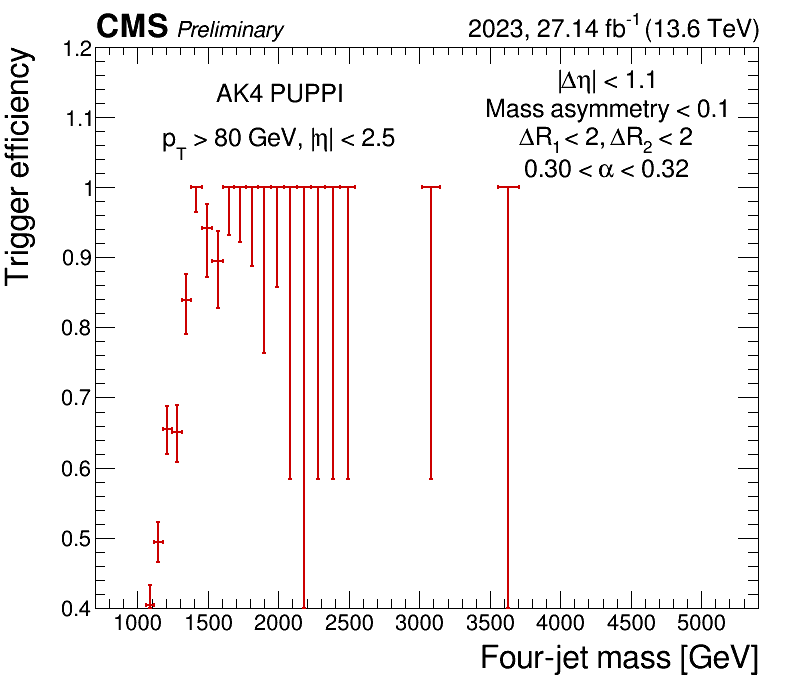 CMS Preliminary 2023, 27.14 fb⁻¹ (13.6 TeV)
AK4 PUPPI
p_T > 80 GeV, |η| < 2.5
|Δη| < 1.1
Mass asymmetry < 0.1
ΔR₁ < 2, ΔR₂ < 2
0.30 < α < 0.32
Trigger efficiency
1.2
1.1
1
0.9
0.8
0.7
0.6
0.5
0.4
1000 1500 2000 2500 3000 3500 4000 4500 5000
Four-jet mass [GeV]